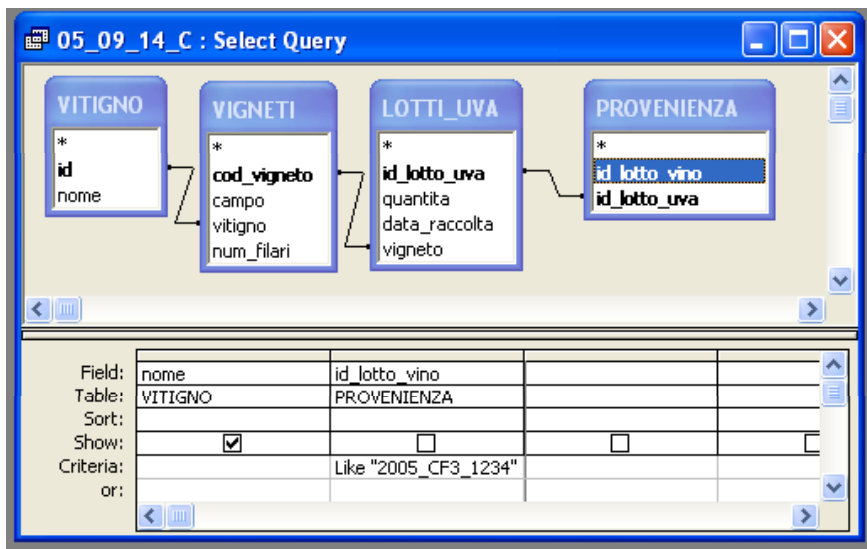 05_09_14_C : Select Query
VITIGNO
*
id
nome
VIGNETI
*
cod_vigneto
campo
vitigno
num_filari
LOTTI_UVA
*
id_lotto_uva
quantita
data_raccolta
vigneto
PROVENIENZA
*
id_lotto_vino
id_lotto_uva
Field: nome id_lotto_vino
Table: VITIGNO PROVENIENZA
Sort:
Show:
Criteria: Like "2005_CF3_1234"
or: